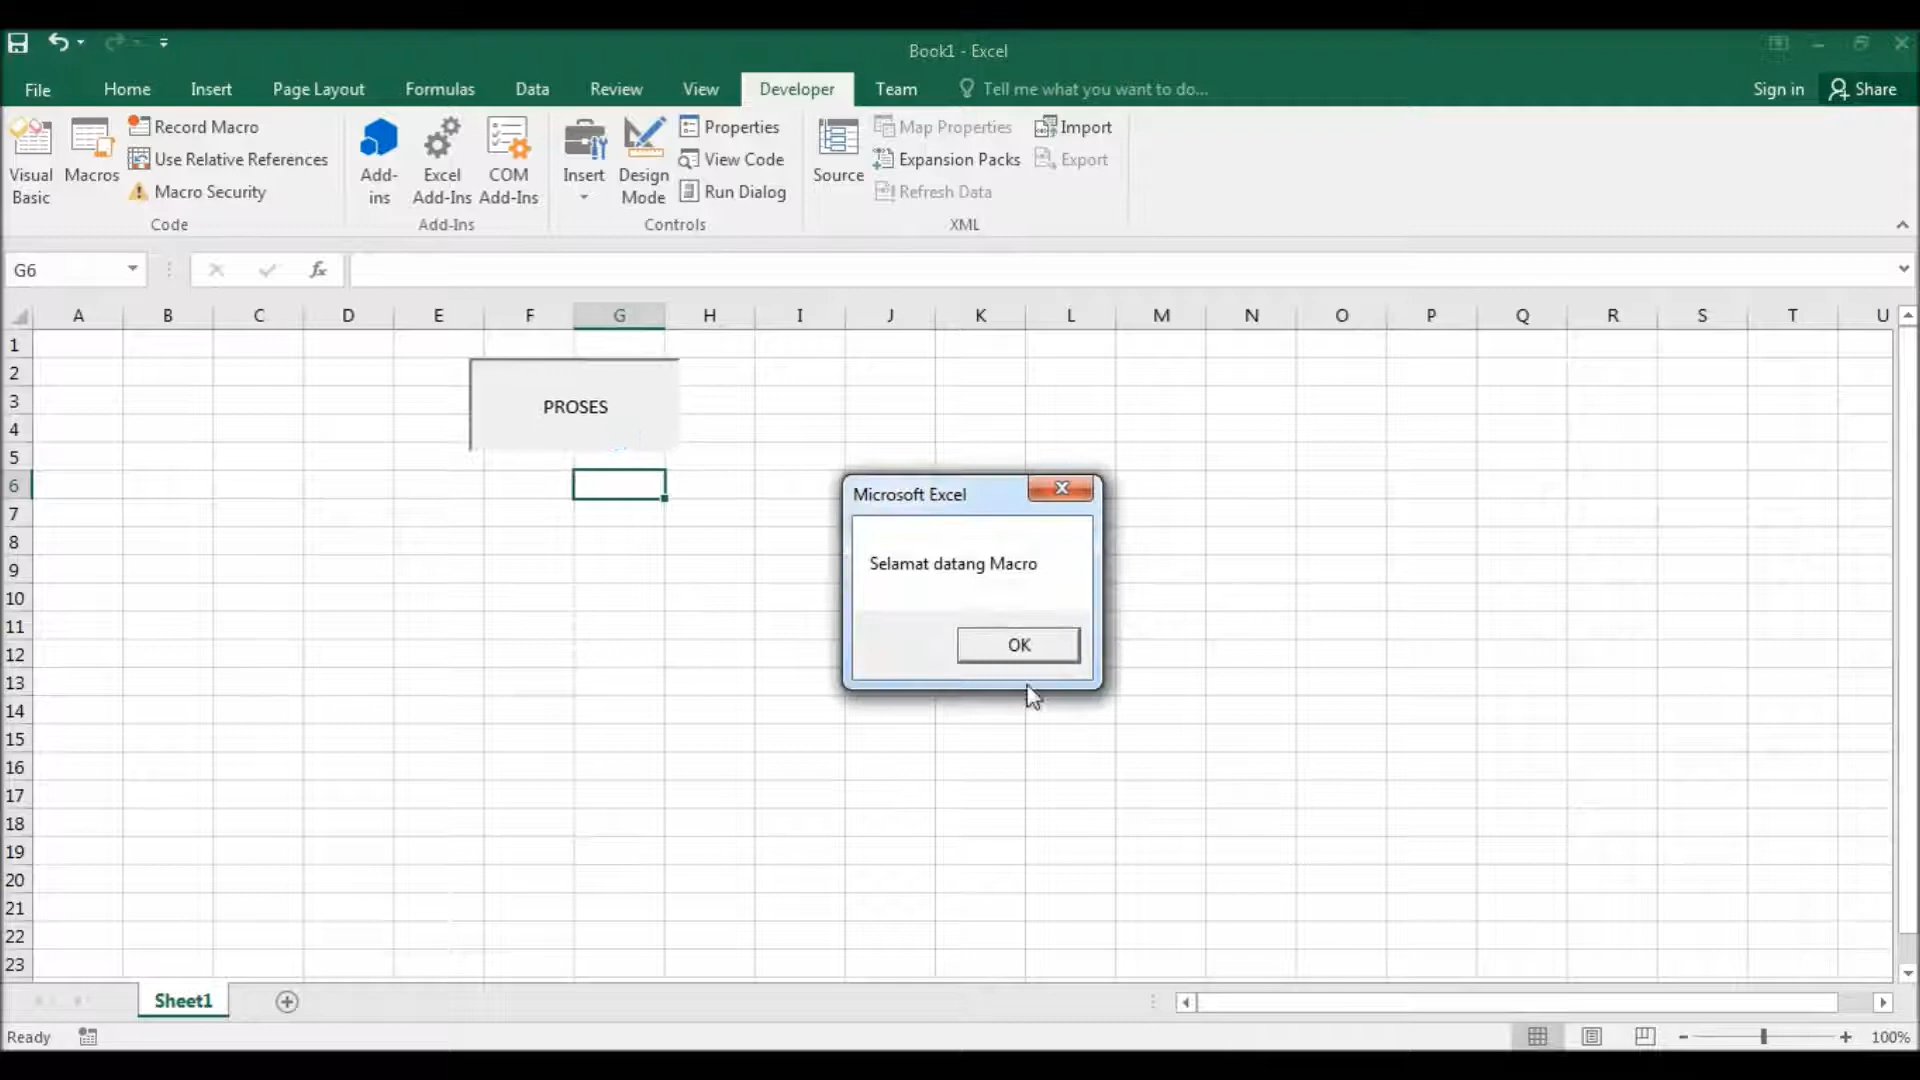 Book1 - Excel
File Home Insert Page Layout Formulas Data Review View Developer Team Tell me what you want to do... Sign in Share
Visual Basic
Macros
Record Macro
Use Relative References
Macro Security
Code
Add-ins
Excel Add-Ins
COM Add-Ins
Add-Ins
Insert
Design Mode
Properties
View Code
Run Dialog
Controls
Source
Map Properties
Expansion Packs
Refresh Data
Import
Export
XML
G6
fx
A B C D E F G H I J K L M N O P Q R S T U
1
2
3
4
5
6
7
8
9
10
11
12
13
14
15
16
17
18
19
20
21
22
23
PROSES
Microsoft Excel
Selamat datang Macro
OK
Sheet1
Ready
100%